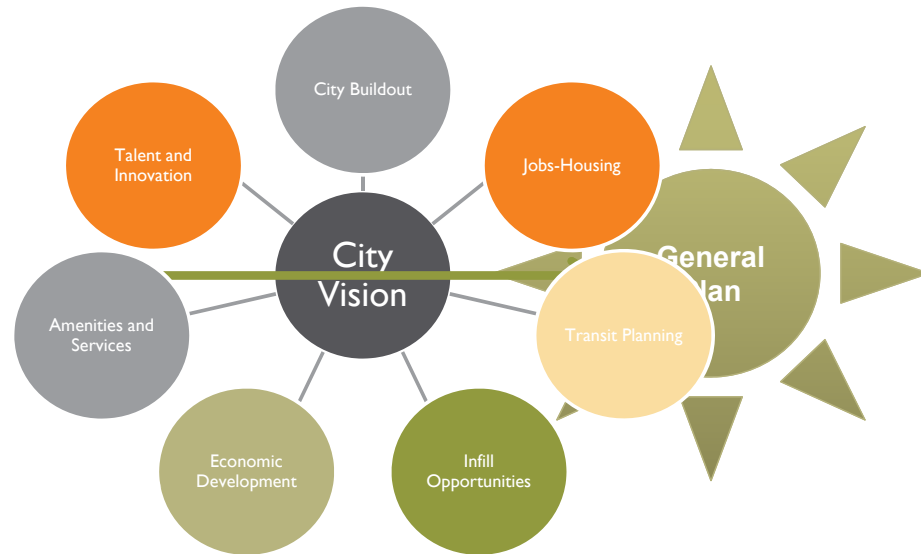 City Buildout
Talent and
Innovation
Jobs-Housing
City
Vision
General
lan
Amenities and
Services
Transit Planning
Economic
Development
Infill
Opportunities